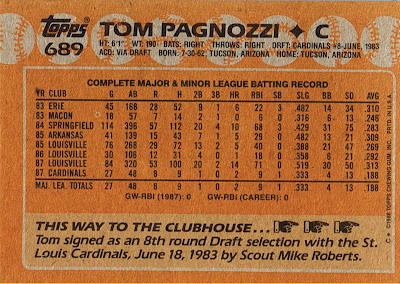 Topps
689
TOM PAGNOZZI ♦ C
HT: 6'1" WT: 190 BATS: RIGHT THROWS: RIGHT DRAFT: CARDINALS #8-JUNE, 1983
ACQ: VIA DRAFT BORN: 7-30-62, TUCSON, ARIZONA HOME: TUCSON, ARIZONA
COMPLETE MAJOR & MINOR LEAGUE BATTING RECORD
YR CLUB G AB R H 2B 3B HR RBI SB SLG BB SO AVG
83 ERIE 45 168 28 52 9 1 6 22 3 .482 14 34 .310
83 MACON 18 57 7 14 2 1 0 6 0 .316 6 13 .246
84 SPRINGFIELD 114 396 57 112 20 4 10 68 3 .429 31 75 .283
85 ARKANSAS 41 139 15 43 7 1 5 29 0 .482 13 21 .309
85 LOUISVILLE 76 268 29 72 13 2 5 40 0 .388 21 47 .269
86 LOUISVILLE 30 106 12 31 4 0 1 18 0 .358 6 21 .292
87 LOUISVILLE 84 320 53 100 20 2 14 71 0 .519 30 50 .313
87 CARDINALS 27 48 8 9 1 0 2 9 1 .333 4 13 .188
MAJ. LEA. TOTALS 27 48 8 9 1 0 2 9 1 .333 4 13 .188
GW-RBI (1987): 0 GW-RBI (CAREER): 0
THIS WAY TO THE CLUBHOUSE...
Tom signed as an 8th round Draft selection with the St.
Louis Cardinals, June 18, 1983 by Scout Mike Roberts.
C* ©1988 TOPPS CHEWING GUM, INC. PRTD. IN U.S.A.